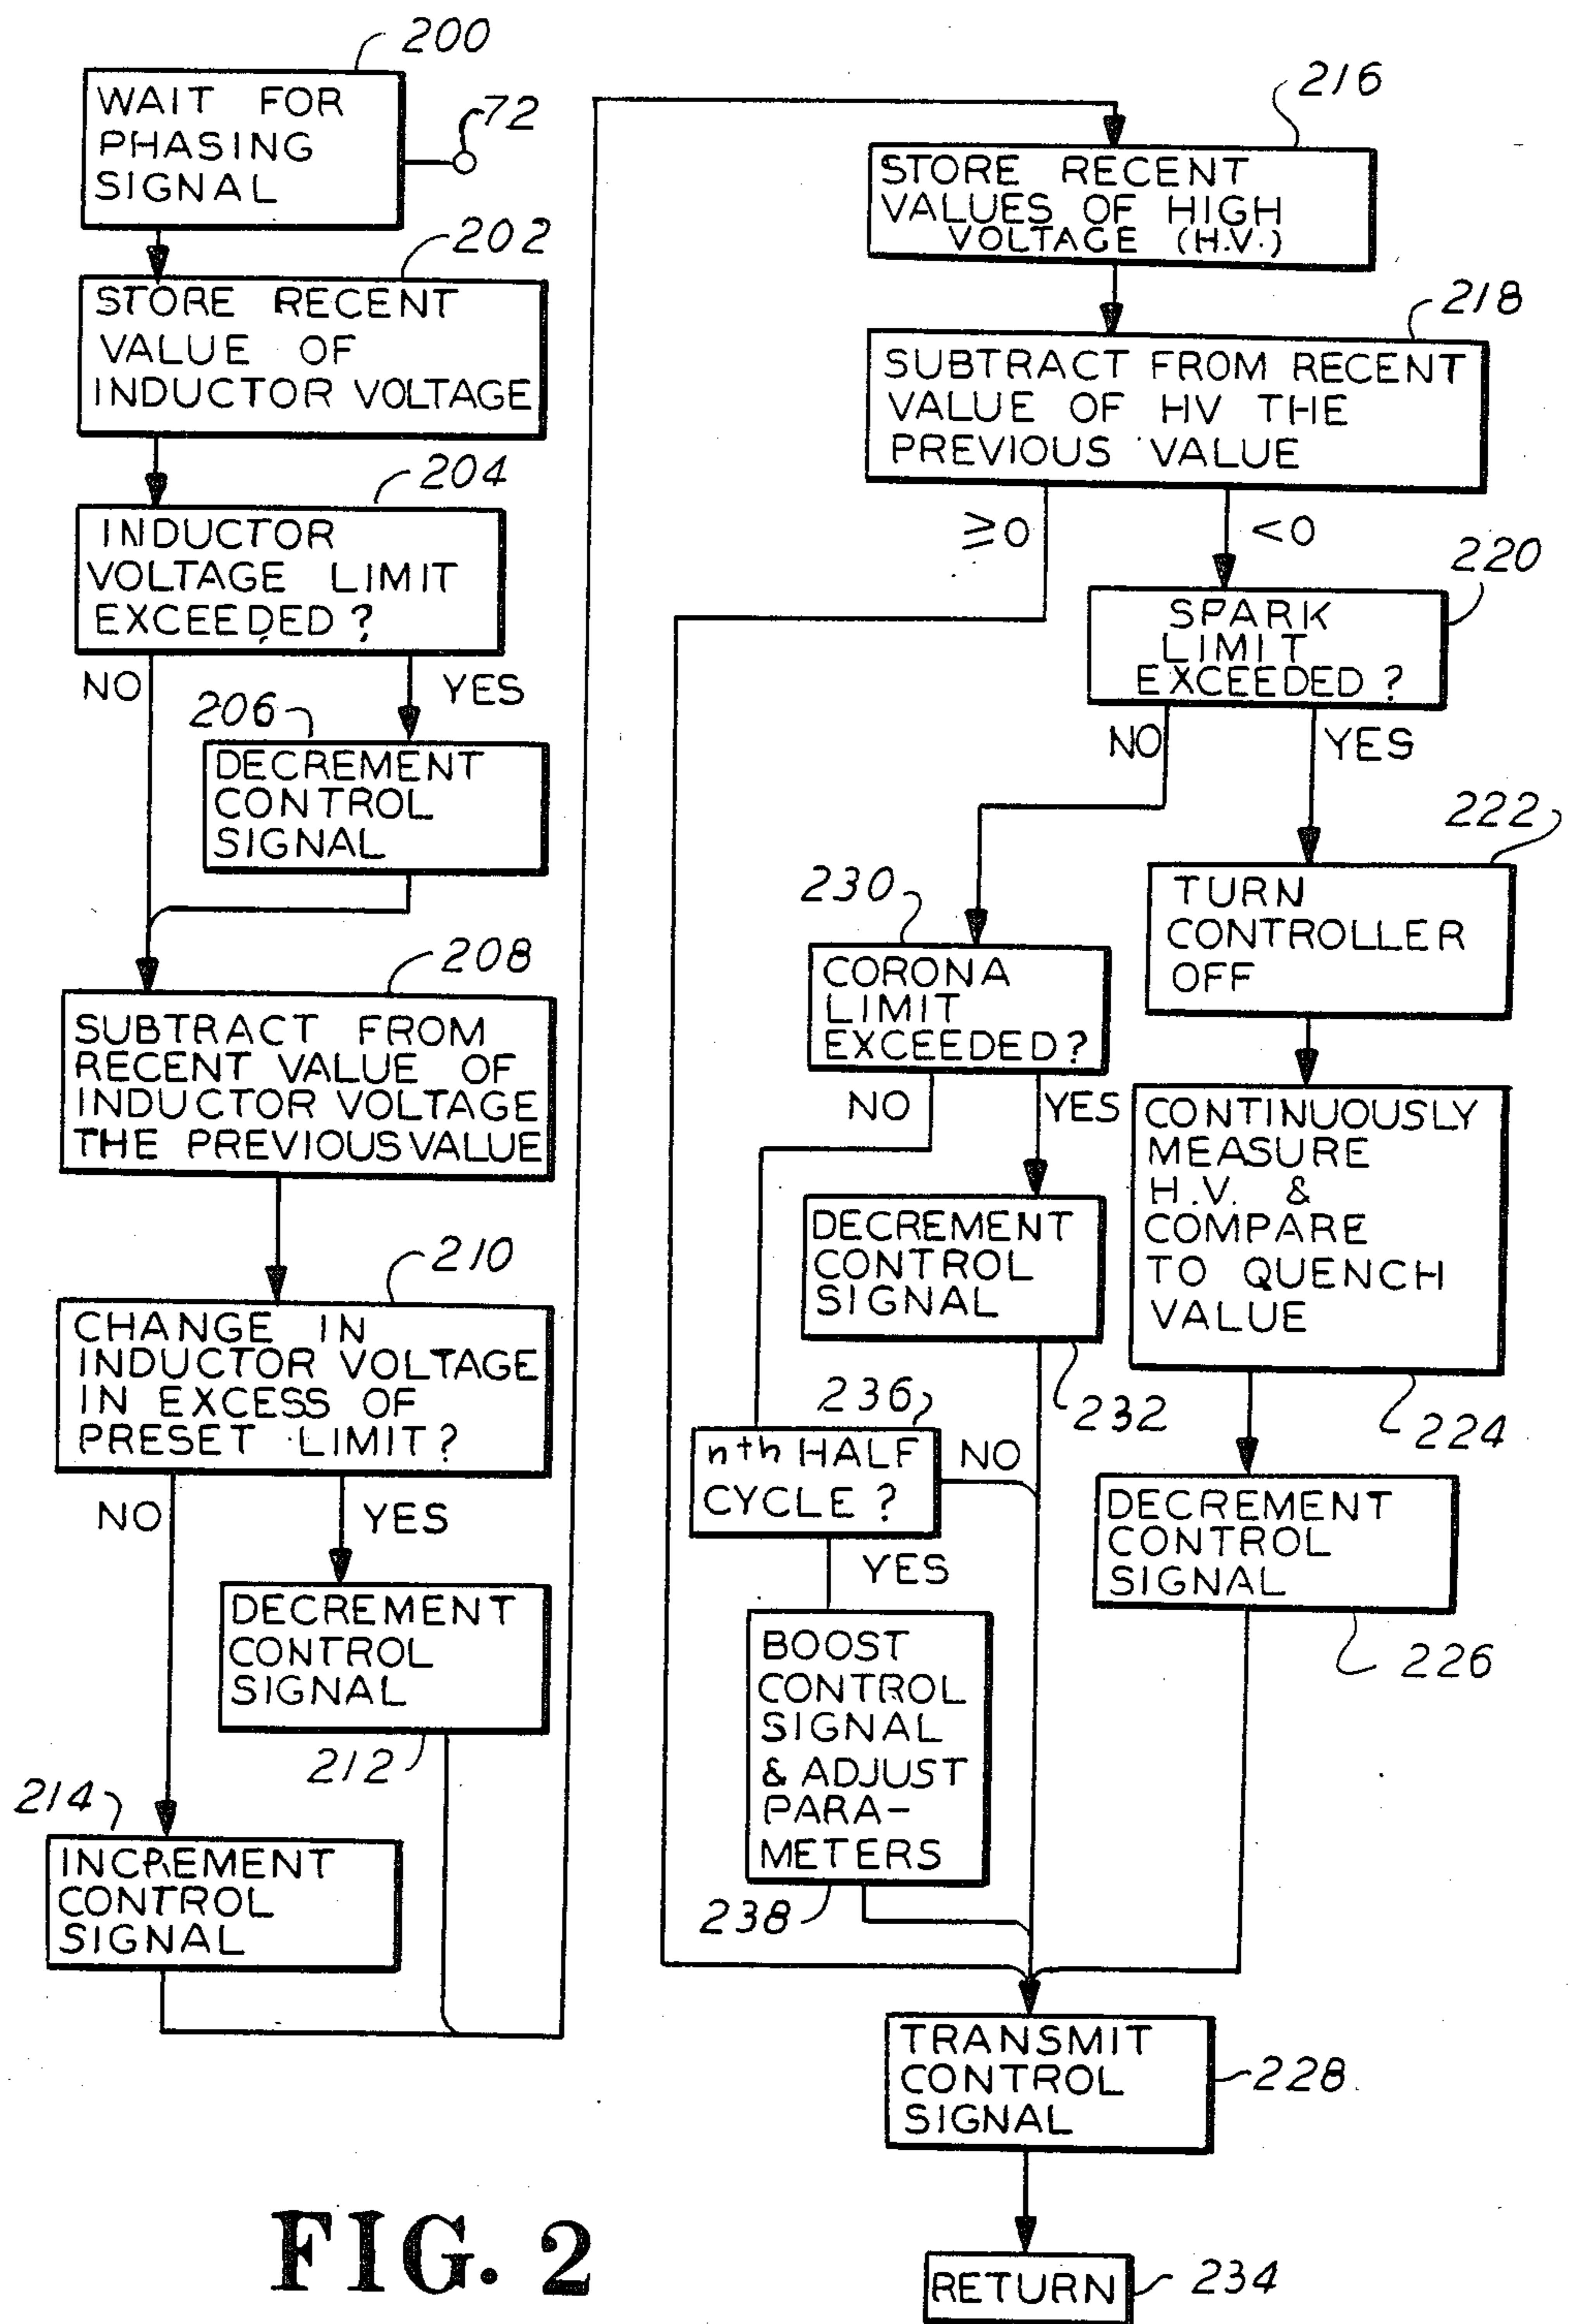 200
WAIT FOR
PHASING
SIGNAL
72
202
STORE RECENT
VALUE OF
INDUCTOR VOLTAGE
204
INDUCTOR
VOLTAGE LIMIT
EXCEEDED?
NO
YES
206
DECREMENT
CONTROL
SIGNAL
208
SUBTRACT FROM
RECENT VALUE OF
INDUCTOR VOLTAGE
THE PREVIOUS VALUE
210
CHANGE IN
INDUCTOR VOLTAGE
IN EXCESS OF
PRESET LIMIT?
NO
YES
DECREMENT
CONTROL
SIGNAL
212
214
INCREMENT
CONTROL
SIGNAL
216
STORE RECENT
VALUES OF HIGH
VOLTAGE (H.V.)
218
SUBTRACT FROM RECENT
VALUE OF HV THE
PREVIOUS VALUE
≥0
<0
220
SPARK
LIMIT
EXCEEDED?
NO
YES
222
TURN
CONTROLLER
OFF
230
CORONA
LIMIT
EXCEEDED?
NO
YES
CONTINUOUSLY
MEASURE
H.V. &
COMPARE
TO QUENCH
VALUE
224
DECREMENT
CONTROL
SIGNAL
232
236
nth HALF
CYCLE?
NO
YES
DECREMENT
CONTROL
SIGNAL
226
BOOST
CONTROL
SIGNAL
& ADJUST
PARA-
METERS
238
TRANSMIT
CONTROL
SIGNAL
228
RETURN
234
FIG. 2